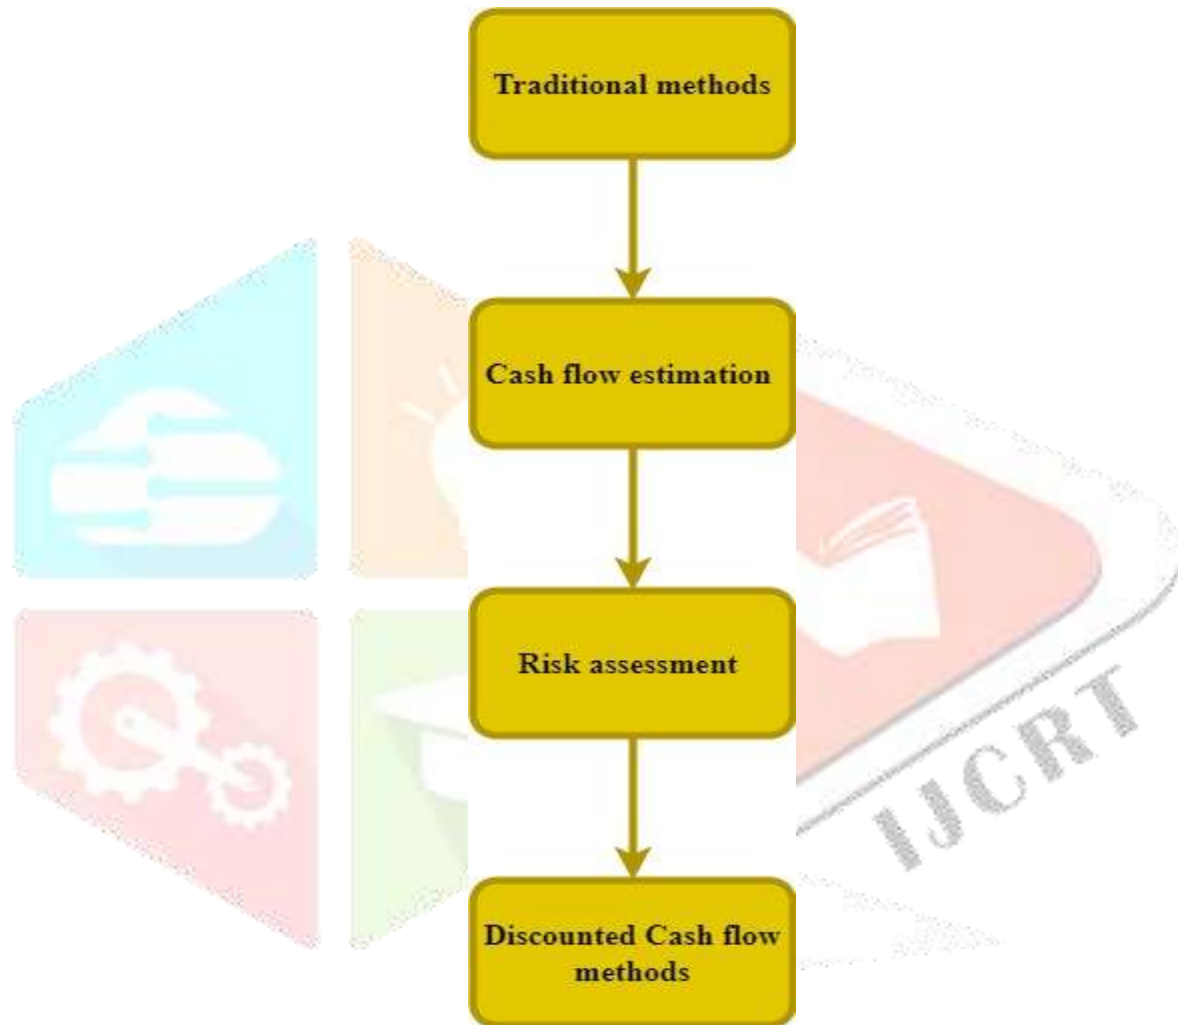 Traditional methods
Cash flow estimation
Risk assessment
IJCRT
Discounted Cash flow
methods